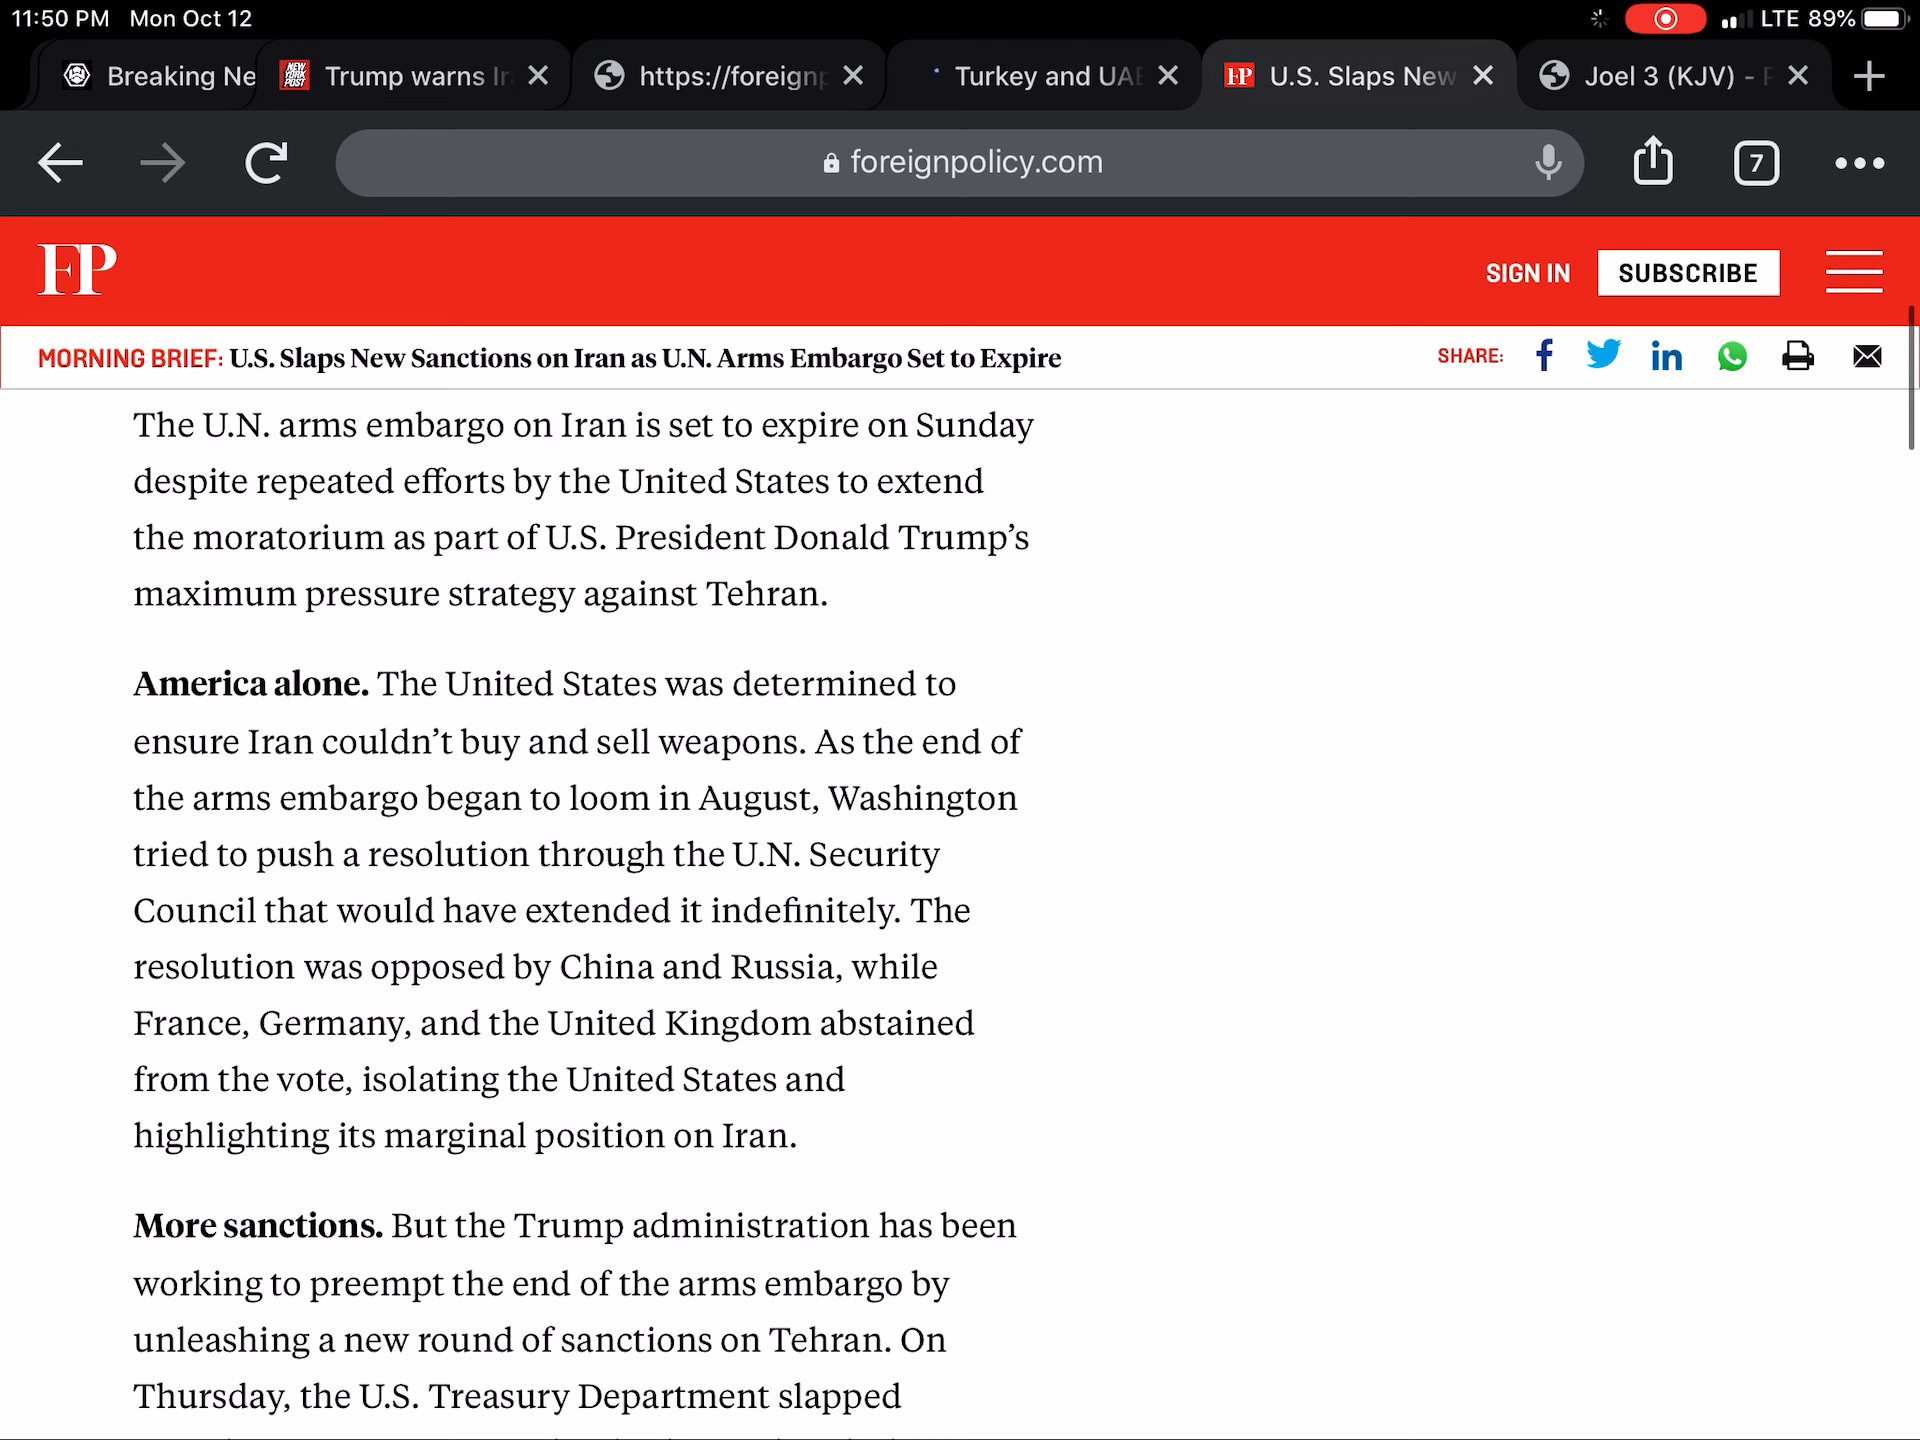 11:50 PM Mon Oct 12
LTE 89%
Breaking Ne
NEW YORK POST
Trump warns Ir
https://foreignp
Turkey and UAE
FP
U.S. Slaps New
Joel 3 (KJV) -
foreignpolicy.com
7
FP
SIGN IN
SUBSCRIBE
MORNING BRIEF: U.S. Slaps New Sanctions on Iran as U.N. Arms Embargo Set to Expire
SHARE:
The U.N. arms embargo on Iran is set to expire on Sunday
despite repeated efforts by the United States to extend
the moratorium as part of U.S. President Donald Trump’s
maximum pressure strategy against Tehran.
America alone. The United States was determined to
ensure Iran couldn’t buy and sell weapons. As the end of
the arms embargo began to loom in August, Washington
tried to push a resolution through the U.N. Security
Council that would have extended it indefinitely. The
resolution was opposed by China and Russia, while
France, Germany, and the United Kingdom abstained
from the vote, isolating the United States and
highlighting its marginal position on Iran.
More sanctions. But the Trump administration has been
working to preempt the end of the arms embargo by
unleashing a new round of sanctions on Tehran. On
Thursday, the U.S. Treasury Department slapped